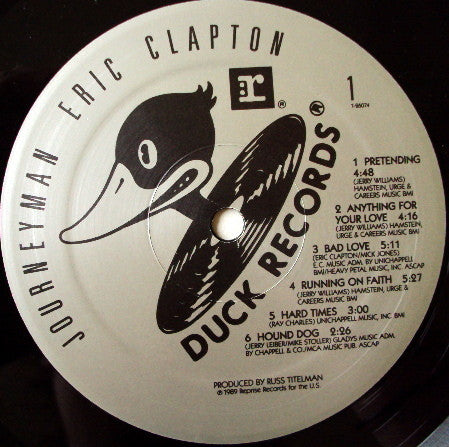 JOURNEYMAN ERIC CLAPTON
r®
1
1-26074
DUCK RECORDS
1 PRETENDING
4:48
(JERRY WILLIAMS)
HAMSTEIN, URGE &
CAREERS MUSIC BMI
2 ANYTHING FOR
YOUR LOVE 4:16
(JERRY WILLIAMS) HAMSTEIN,
URGE & CAREERS MUSIC BMI
3 BAD LOVE 5:11
(ERIC CLAPTON/MICK JONES)
E.C. MUSIC ADM. BY UNICHAPPELL
BMI/HEAVY PETAL MUSIC, INC. ASCAP
4 RUNNING ON FAITH 5:27
(JERRY WILLIAMS) HAMSTEIN, URGE &
CAREERS MUSIC BMI
5 HARD TIMES 3:00
(RAY CHARLES) UNICHAPPELL MUSIC, INC. BMI
6 HOUND DOG 2:26
(JERRY LEIBER/MIKE STOLLER) GLADYS MUSIC ADM.
BY CHAPPELL & CO./MCA MUSIC PUB. ASCAP
PRODUCED BY RUSS TITELMAN
℗ 1989 Reprise Records for the U.S.